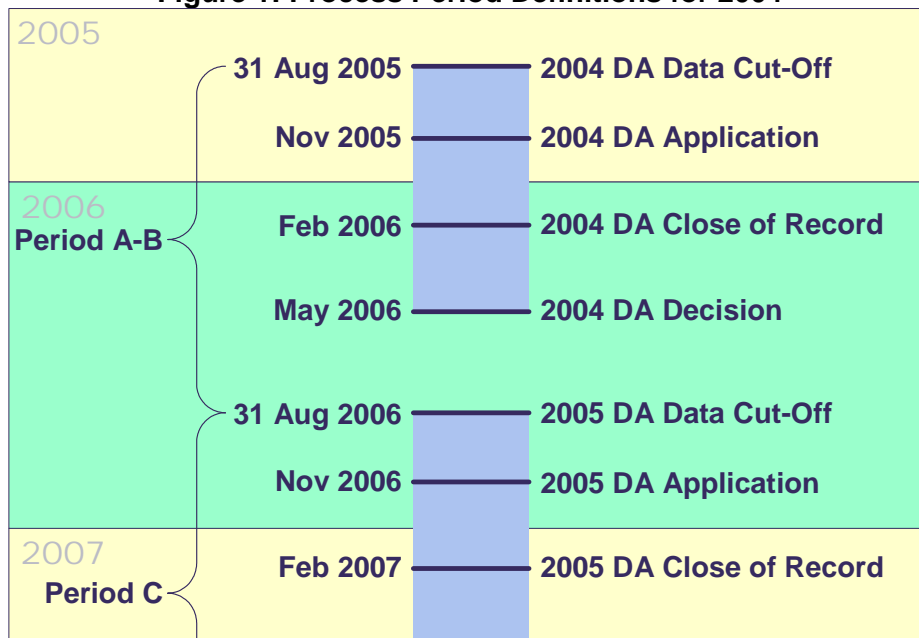 2005
31 Aug 2005 2004 DA Data Cut-Off
Nov 2005 2004 DA Application
2006
Period A-B
Feb 2006 2004 DA Close of Record
May 2006 2004 DA Decision
31 Aug 2006 2005 DA Data Cut-Off
Nov 2006 2005 DA Application
2007
Feb 2007 2005 DA Close of Record
Period C